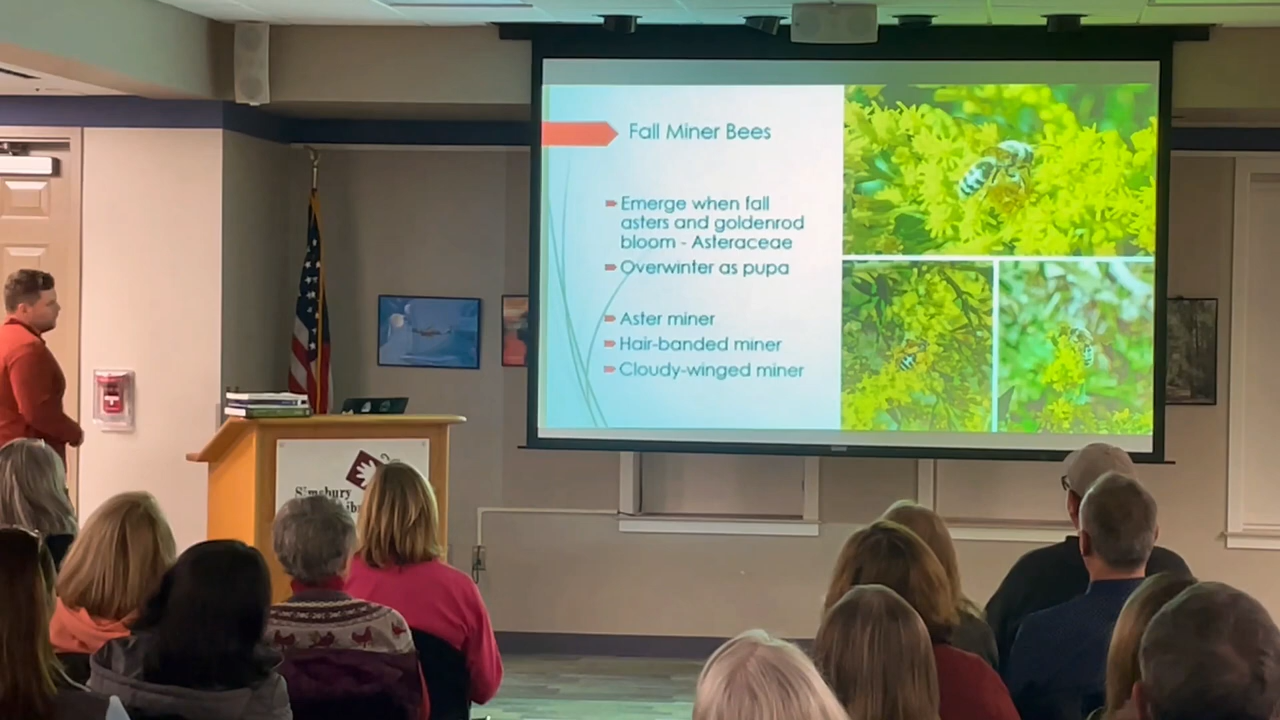 Fall Miner Bees
Emerge when fall
asters and goldenrod
bloom - Asteraceae
Overwinter as pupa
Aster miner
Hair-banded miner
Cloudy-winged miner
Simsbury